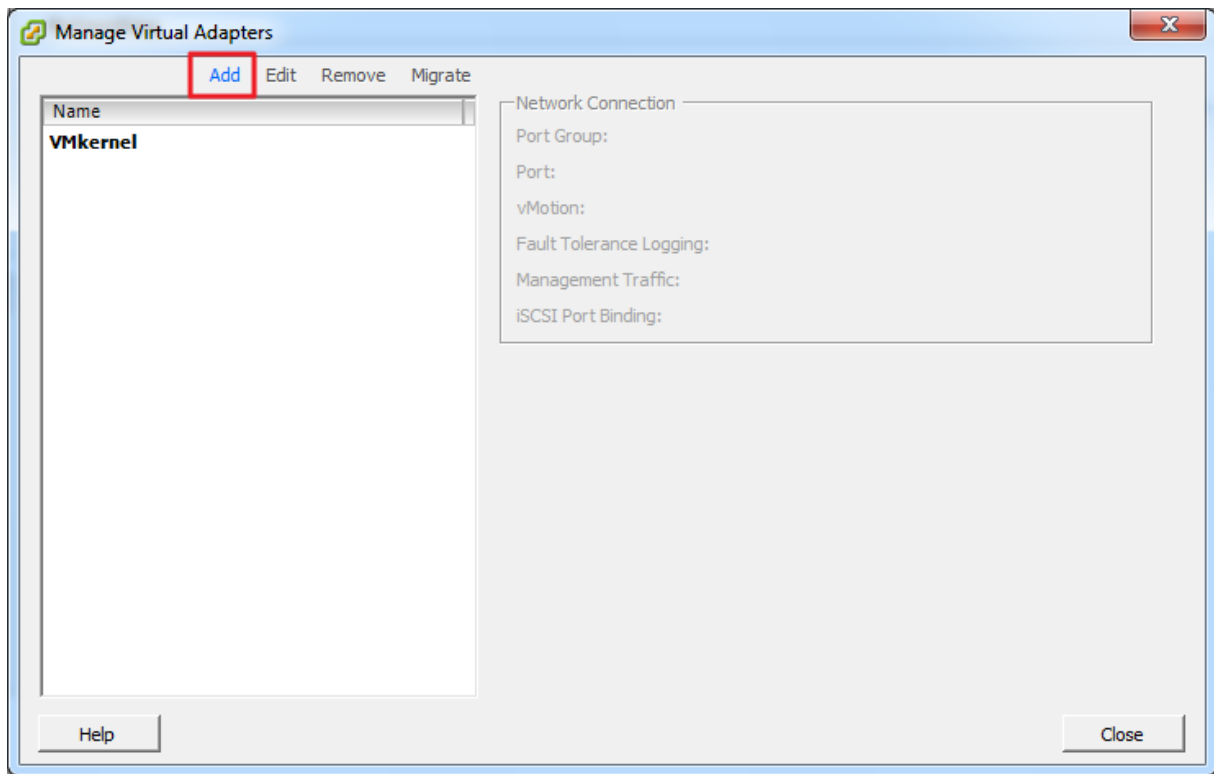 Manage Virtual Adapters
Add Edit Remove Migrate
Name
VMkernel
Network Connection
Port Group:
Port:
vMotion:
Fault Tolerance Logging:
Management Traffic:
iSCSI Port Binding:
Help
Close